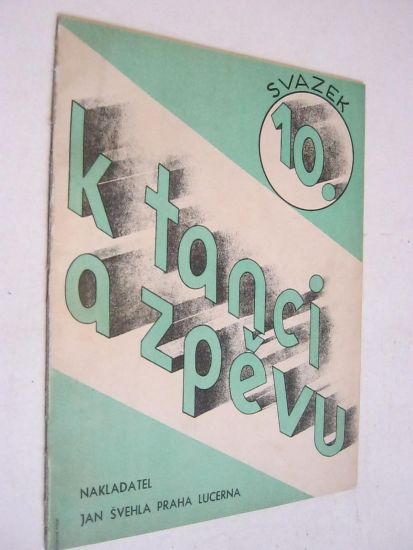 SVAZEK
10.
k tanci
a zpěvu
NAKLADATEL
JAN ŠVEHLA PRAHA LUCERNA